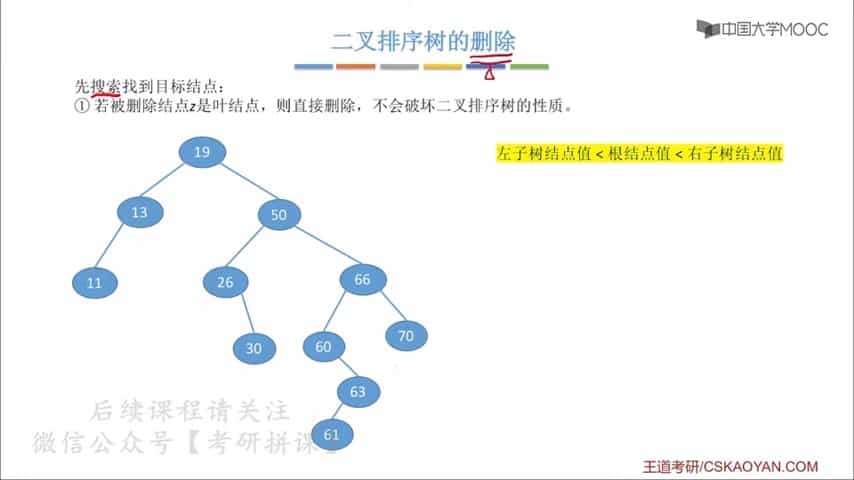 二叉排序树的删除
中国大学MOOC
先搜索找到目标结点：
① 若被删除结点z是叶结点，则直接删除，不会破坏二叉排序树的性质。
左子树结点值 < 根结点值 < 右子树结点值
19
13
50
11
26
66
30
60
70
63
61
后续课程请关注
微信公众号【考研拼课】
王道考研/CSKAOYAN.COM